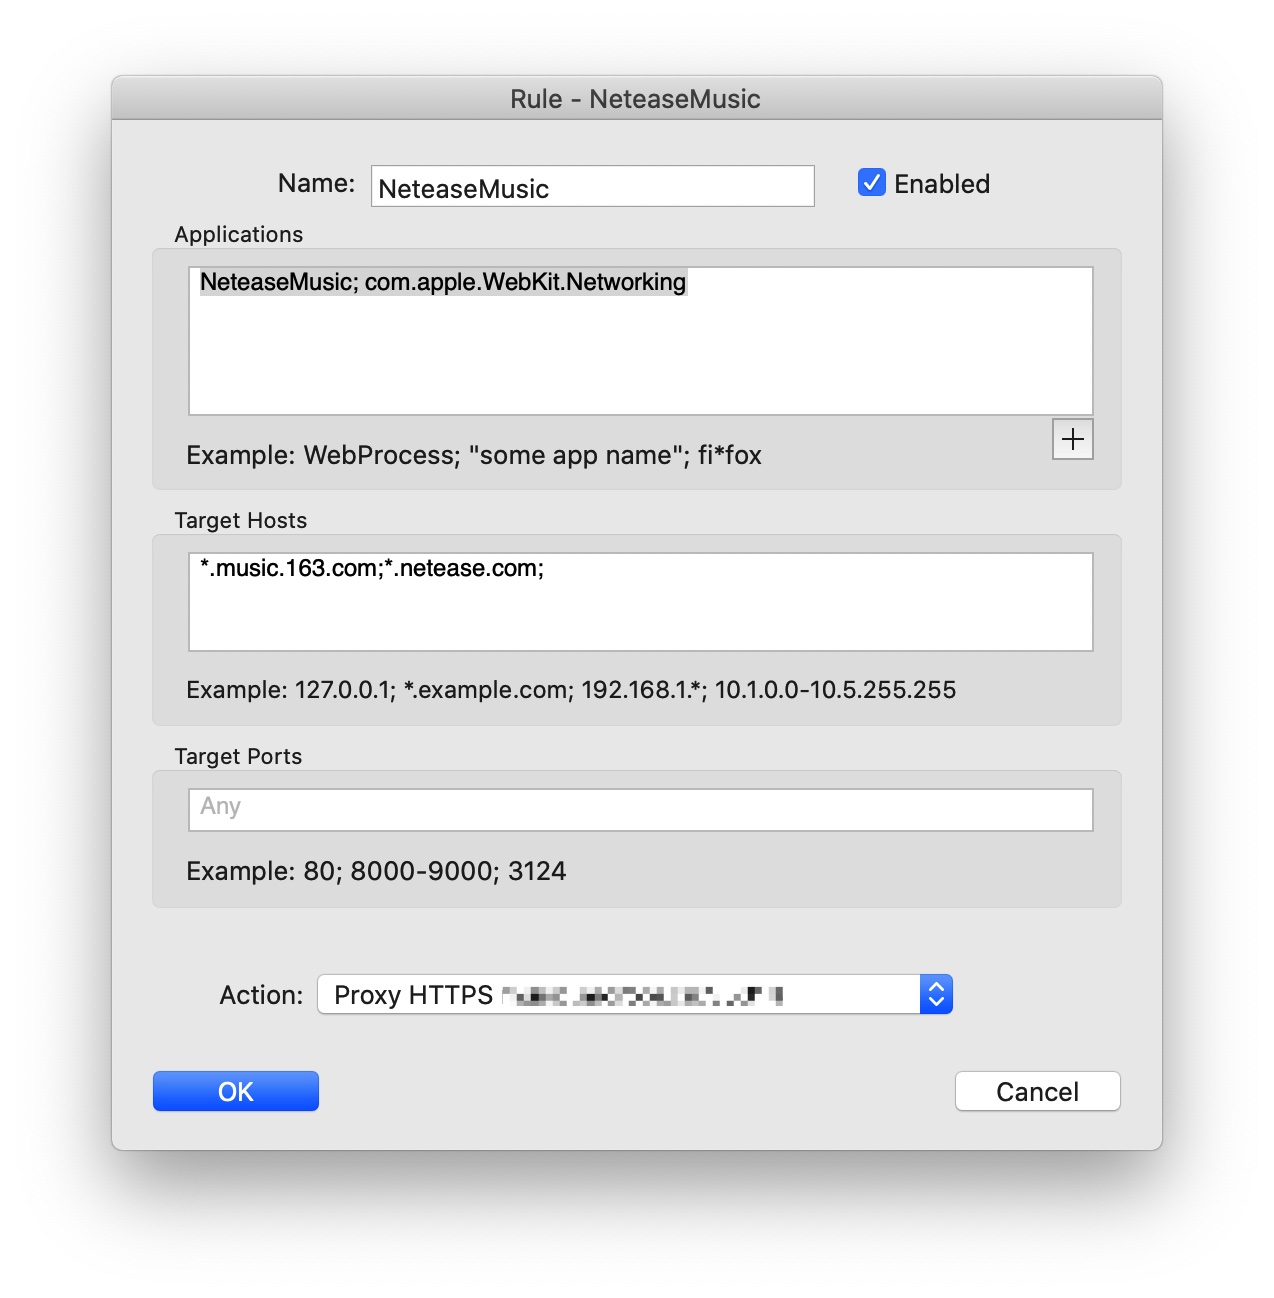 Rule - NeteaseMusic
Name: NeteaseMusic Enabled
Applications
NeteaseMusic; com.apple.WebKit.Networking
Example: WebProcess; "some app name"; fi*fox
Target Hosts
*.music.163.com;*.netease.com;
Example: 127.0.0.1; *.example.com; 192.168.1.*; 10.1.0.0-10.5.255.255
Target Ports
Any
Example: 80; 8000-9000; 3124
Action: Proxy HTTPS
OK Cancel